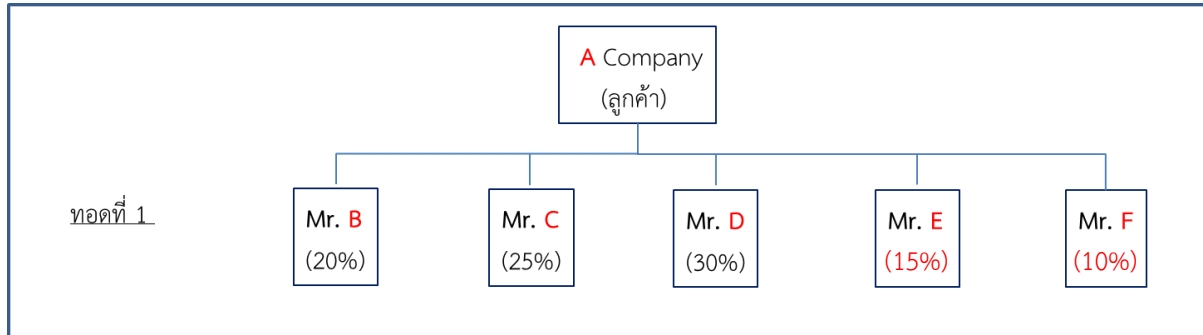 A Company
(ลูกค้า)
ทอดที่ 1
Mr. B
(20%)
Mr. C
(25%)
Mr. D
(30%)
Mr. E
(15%)
Mr. F
(10%)